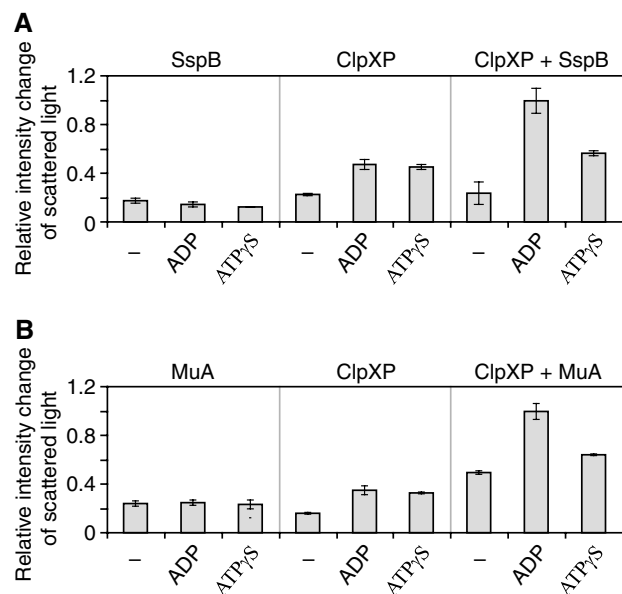 A
SspB ClpXP ClpXP + SspB
Relative intensity change
of scattered light
1.2
0.8
0.4
0
– ADP ATPγS – ADP ATPγS – ADP ATPγS
B
MuA ClpXP ClpXP + MuA
Relative intensity change
of scattered light
1.2
0.8
0.4
0
– ADP ATPγS – ADP ATPγS – ADP ATPγS